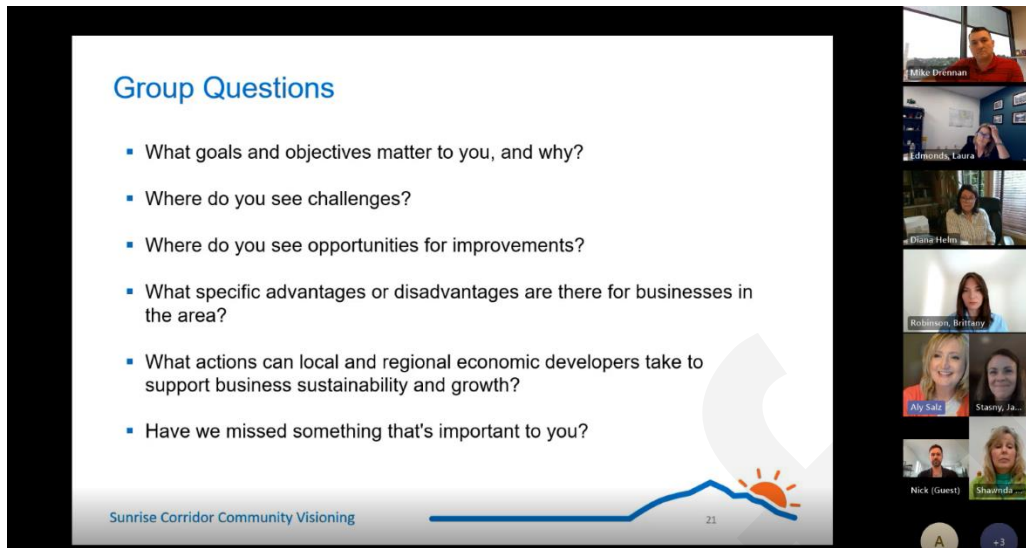 Group Questions
▪ What goals and objectives matter to you, and why?
▪ Where do you see challenges?
▪ Where do you see opportunities for improvements?
▪ What specific advantages or disadvantages are there for businesses in
the area?
▪ What actions can local and regional economic developers take to
support business sustainability and growth?
▪ Have we missed something that's important to you?
Sunrise Corridor Community Visioning
21
Mike Drennan
Edmonds, Laura
Diana Helm
Robinson, Brittany
Aly Salz
Stasny, Ja...
Nick (Guest)
Shawnda ...
A
+3